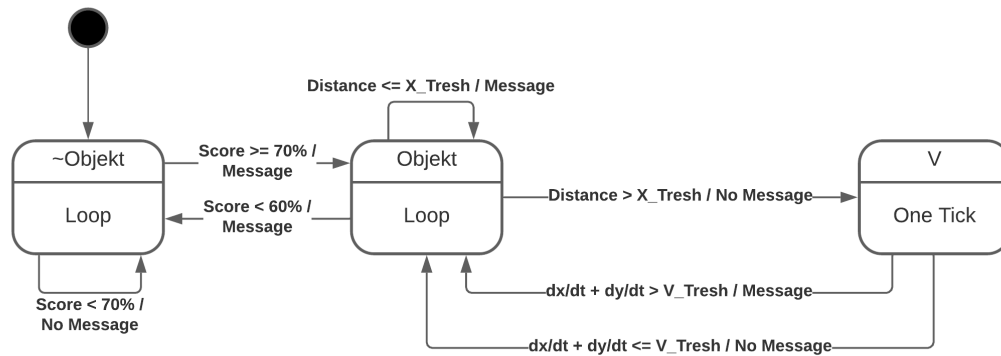 Distance <= X_Tresh / Message
~Objekt
Loop
Score >= 70% /
Message
Score < 60% /
Message
Objekt
Loop
Distance > X_Tresh / No Message
V
One Tick
Score < 70% /
No Message
dx/dt + dy/dt > V_Tresh / Message
dx/dt + dy/dt <= V_Tresh / No Message